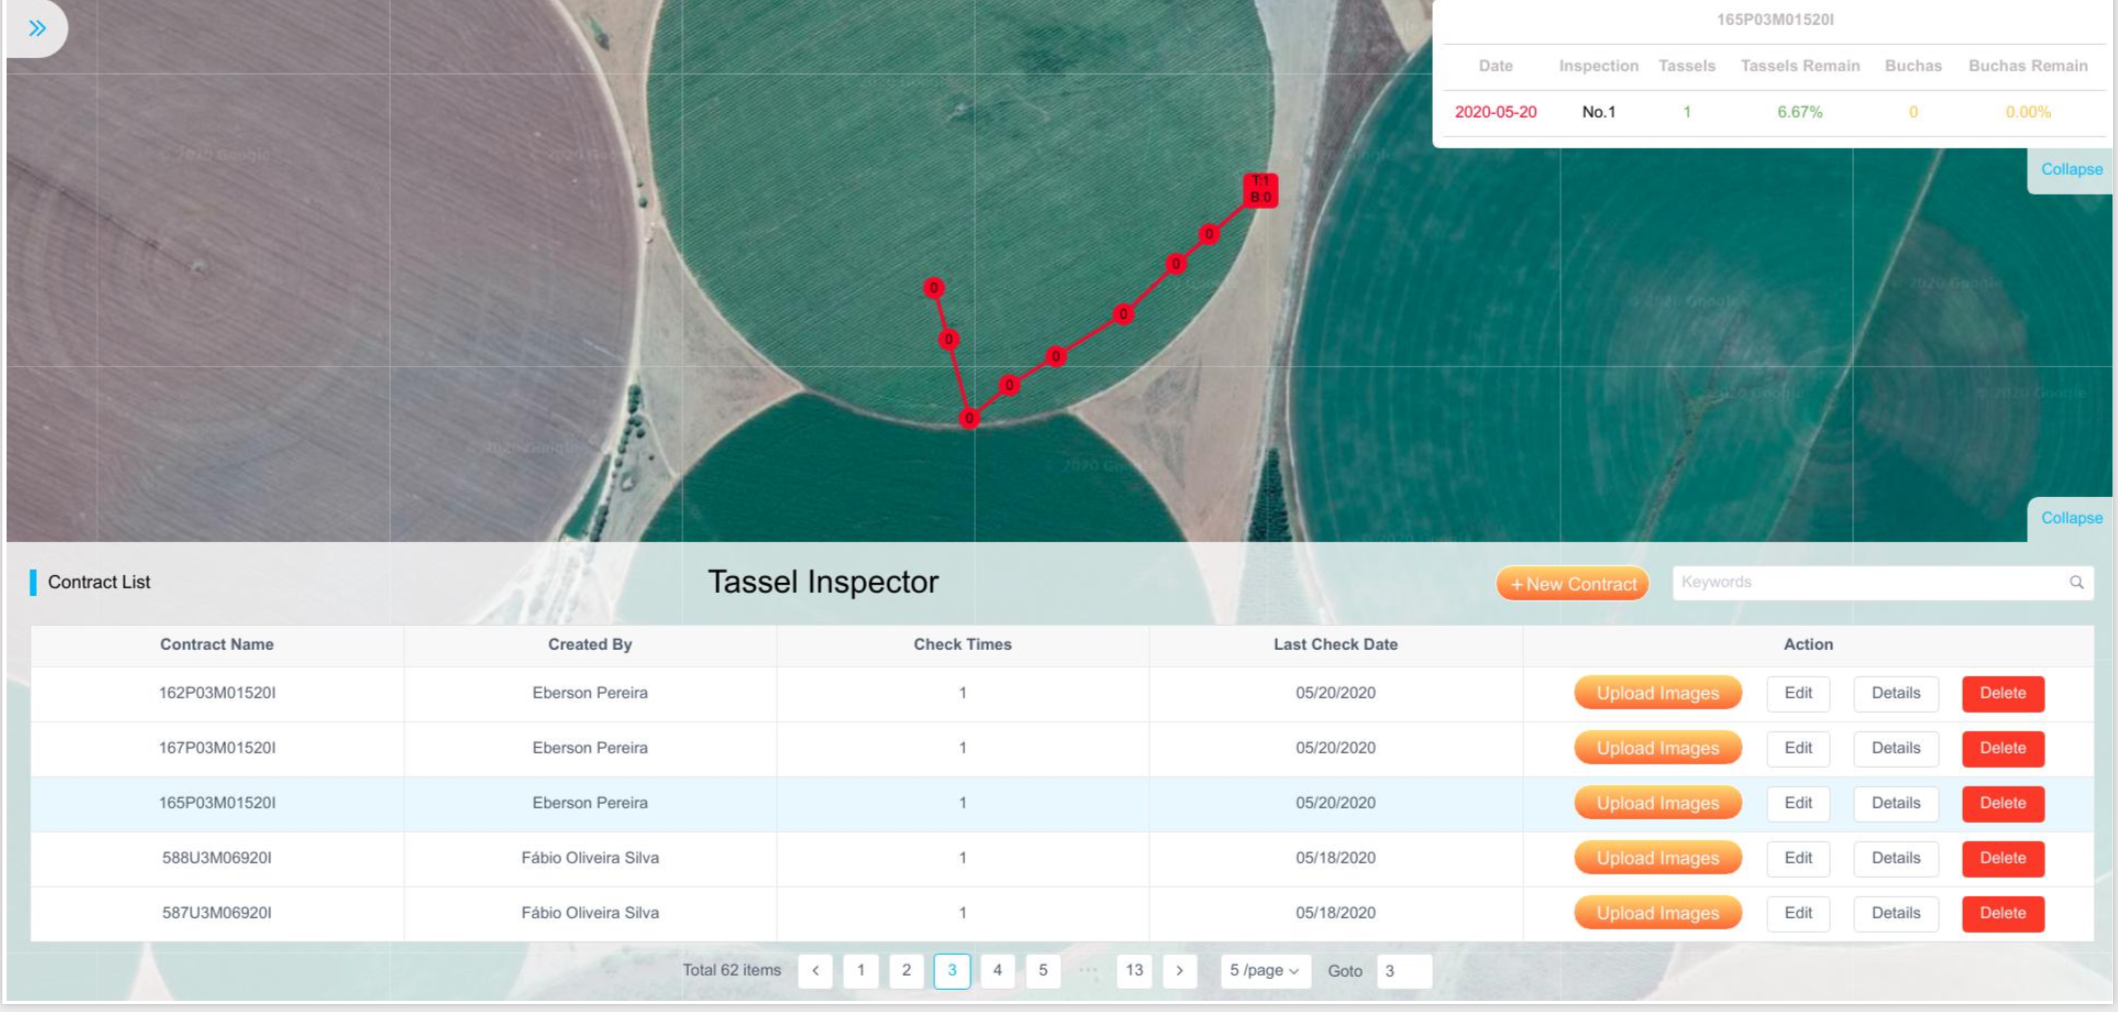 165P03M01520I
Date Inspection Tassels Tassels Remain Buchas Buchas Remain
2020-05-20 No.1 1 6.67% 0 0.00%
Collapse
T:1
B:0
0
0
0
0
0
0
0
0
© 2020 Google
Collapse
Contract List
Tassel Inspector
+ New Contract
Keywords
Contract Name Created By Check Times Last Check Date Action
162P03M01520I Eberson Pereira 1 05/20/2020 Upload Images Edit Details Delete
167P03M01520I Eberson Pereira 1 05/20/2020 Upload Images Edit Details Delete
165P03M01520I Eberson Pereira 1 05/20/2020 Upload Images Edit Details Delete
588U3M06920I Fábio Oliveira Silva 1 05/18/2020 Upload Images Edit Details Delete
587U3M06920I Fábio Oliveira Silva 1 05/18/2020 Upload Images Edit Details Delete
Total 62 items < 1 2 3 4 5 ··· 13 > 5 /page Goto 3